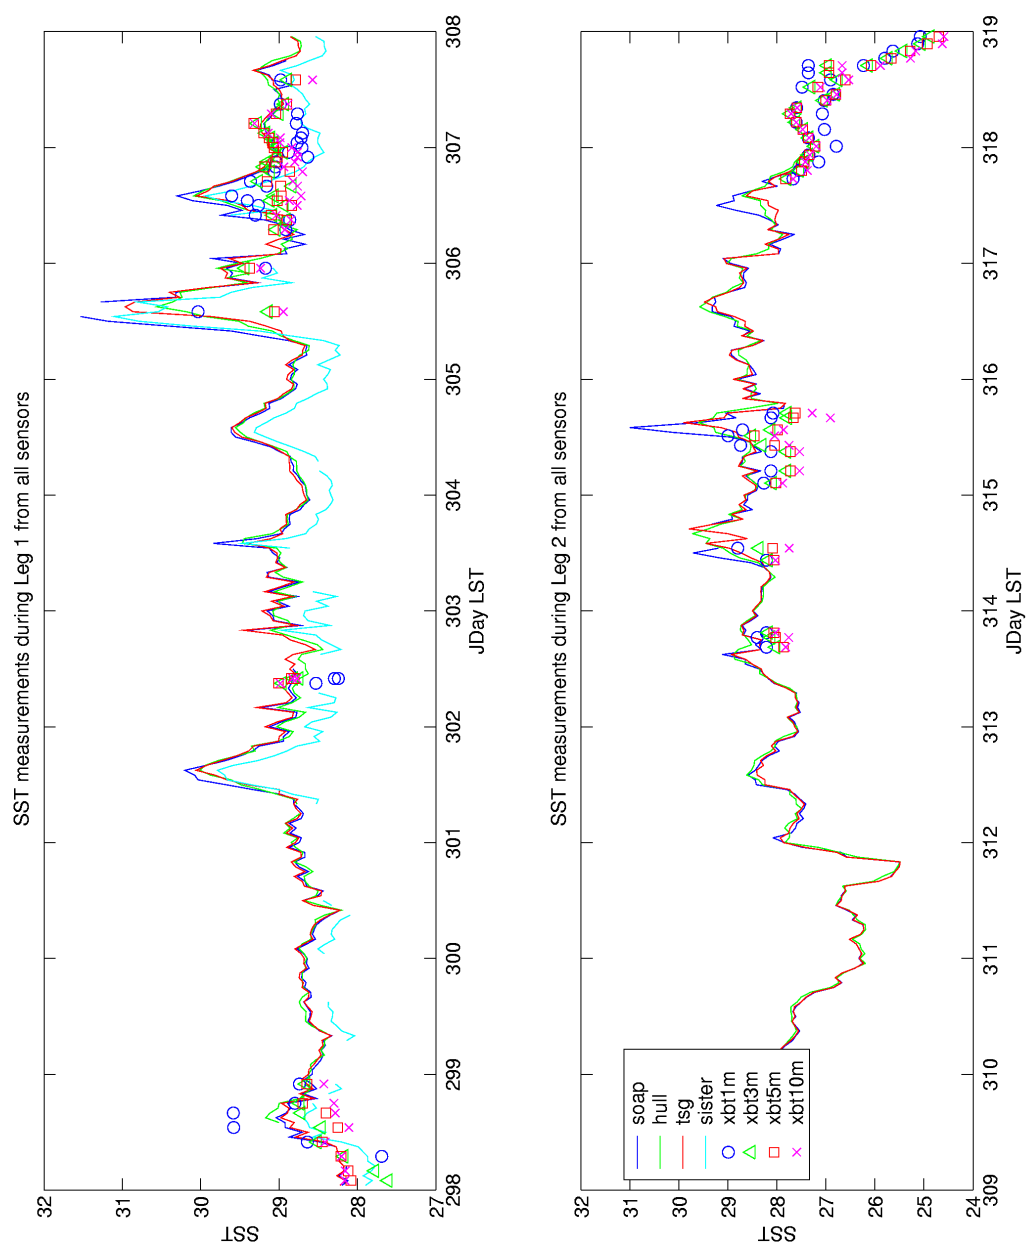 SST measurements during Leg 1 from all sensors
32
31
30
29
28
27
SST
298
299
300
301
302
303
304
305
306
307
308
JDay LST
SST measurements during Leg 2 from all sensors
32
31
30
29
28
27
26
25
24
SST
309
310
311
312
313
314
315
316
317
318
319
JDay LST
soap
hull
tsg
sister
xbt1m
xbt3m
xbt5m
xbt10m